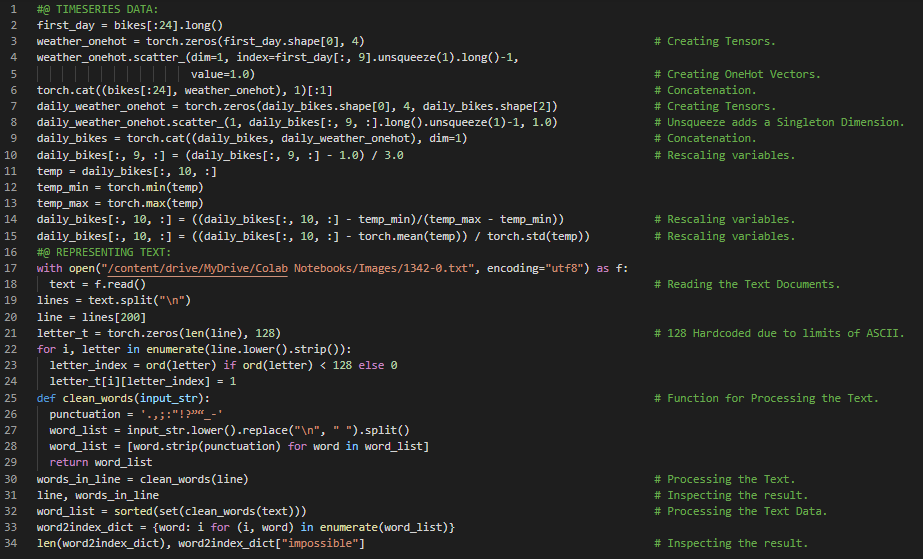 1 #@ TIMESERIES DATA:
2 first_day = bikes[:24].long()
3 weather_onehot = torch.zeros(first_day.shape[0], 4) # Creating Tensors.
4 weather_onehot.scatter_(dim=1, index=first_day[:, 9].unsqueeze(1).long()-1,
5 value=1.0) # Creating OneHot Vectors.
6 torch.cat((bikes[:24], weather_onehot), 1)[:1] # Concatenation.
7 daily_weather_onehot = torch.zeros(daily_bikes.shape[0], 4, daily_bikes.shape[2]) # Creating Tensors.
8 daily_weather_onehot.scatter_(1, daily_bikes[:, 9, :].long().unsqueeze(1)-1, 1.0) # Unsqueeze adds a Singleton Dimension.
9 daily_bikes = torch.cat((daily_bikes, daily_weather_onehot), dim=1) # Concatenation.
10 daily_bikes[:, 9, :] = (daily_bikes[:, 9, :] - 1.0) / 3.0 # Rescaling variables.
11 temp = daily_bikes[:, 10, :]
12 temp_min = torch.min(temp)
13 temp_max = torch.max(temp)
14 daily_bikes[:, 10, :] = ((daily_bikes[:, 10, :] - temp_min)/(temp_max - temp_min)) # Rescaling variables.
15 daily_bikes[:, 10, :] = ((daily_bikes[:, 10, :] - torch.mean(temp)) / torch.std(temp)) # Rescaling variables.
16 #@ REPRESENTING TEXT:
17 with open("/content/drive/MyDrive/Colab Notebooks/Images/1342-0.txt", encoding="utf8") as f:
18 text = f.read() # Reading the Text Documents.
19 lines = text.split("\n")
20 line = lines[200]
21 letter_t = torch.zeros(len(line), 128) # 128 Hardcoded due to limits of ASCII.
22 for i, letter in enumerate(line.lower().strip()):
23 letter_index = ord(letter) if ord(letter) < 128 else 0
24 letter_t[i][letter_index] = 1
25 def clean_words(input_str): # Function for Processing the Text.
26 punctuation = '.,;:"!?”“_-'
27 word_list = input_str.lower().replace("\n", " ").split()
28 word_list = [word.strip(punctuation) for word in word_list]
29 return word_list
30 words_in_line = clean_words(line) # Processing the Text.
31 line, words_in_line # Inspecting the result.
32 word_list = sorted(set(clean_words(text))) # Processing the Text Data.
33 word2index_dict = {word: i for (i, word) in enumerate(word_list)}
34 len(word2index_dict), word2index_dict["impossible"] # Inspecting the result.